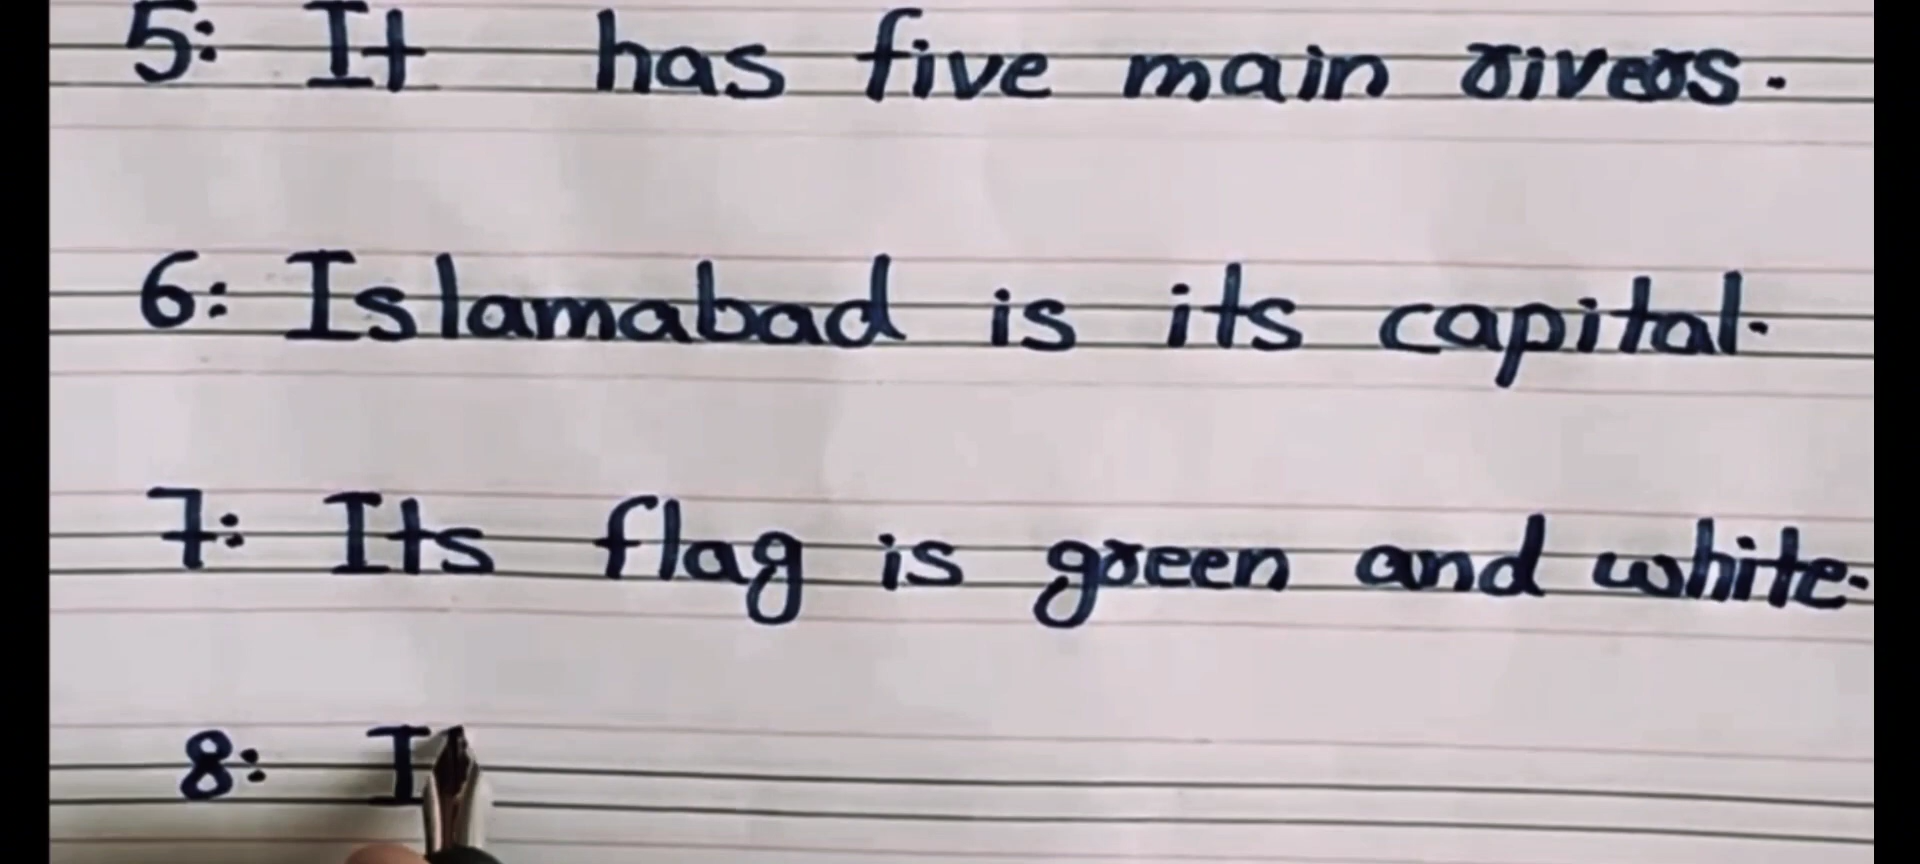 5: It has five main rivers.
6: Islamabad is its capital.
7: Its flag is green and white.
8: I